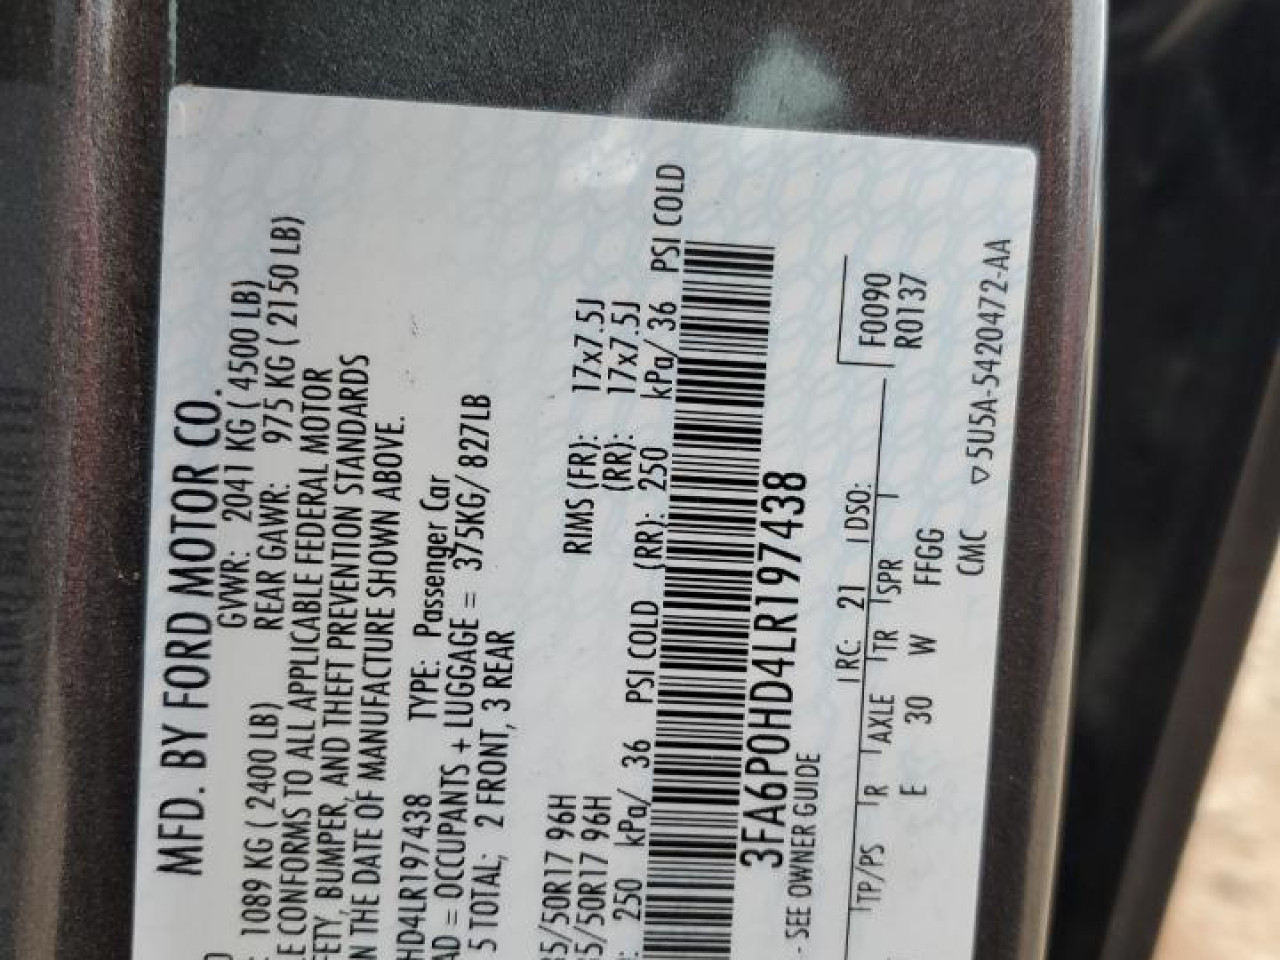 MFD. BY FORD MOTOR CO.
1089 KG ( 2400 LB) GVWR: 2041 KG ( 4500 LB)
REAR GAWR: 975 KG ( 2150 LB)
CONFORMS TO ALL APPLICABLE FEDERAL MOTOR
BUMPER, AND THEFT PREVENTION STANDARDS
THE DATE OF MANUFACTURE SHOWN ABOVE.
HD4LR197438 TYPE: Passenger Car
= OCCUPANTS + LUGGAGE = 375KG/ 827LB
5 TOTAL; 2 FRONT, 3 REAR
5/50R17 96H RIMS (FR): 17x7.5J
5/50R17 96H (RR): 17x7.5J
250 kPa/ 36 PSI COLD (RR): 250 kPa/ 36 PSI COLD
3FA6P0HD4LR197438
- SEE OWNER GUIDE
RC: 21 DSO:
TP/PS R AXLE TR SPR
E 30 W FFGG
F0090
R0137
CMC ▽5U5A-5420472-AA